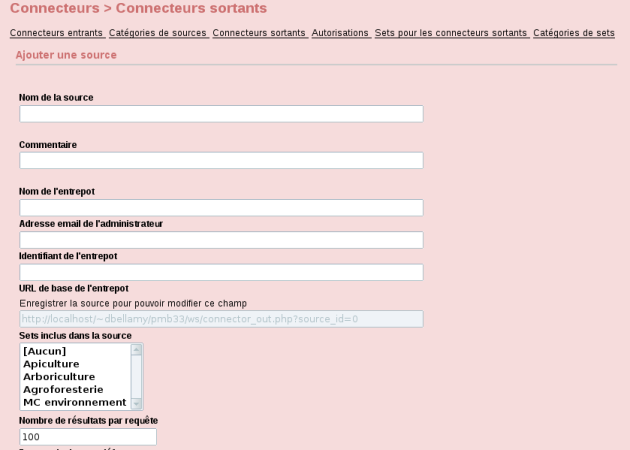 Connecteurs > Connecteurs sortants
Connecteurs entrants Catégories de sources Connecteurs sortants Autorisations Sets pour les connecteurs sortants Catégories de sets
Ajouter une source
Nom de la source
Commentaire
Nom de l'entrepot
Adresse email de l'administrateur
Identifiant de l'entrepot
URL de base de l'entrepot
Enregistrer la source pour pouvoir modifier ce champ
http://localhost/~dbellamy/pmb33/ws/connector_out.php?source_id=0
Sets inclus dans la source
[Aucun]
Apiculture
Arboriculture
Agroforesterie
MC environnement
Nombre de résultats par requête
100